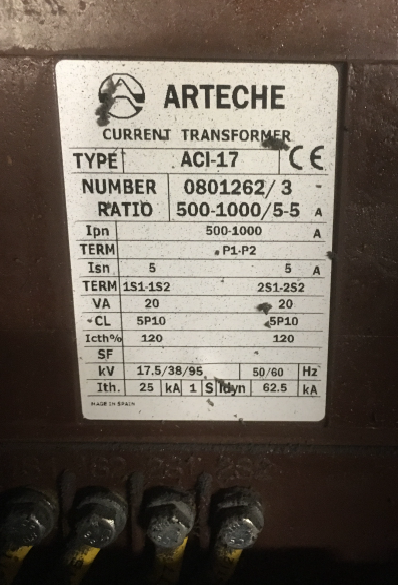 ARTECHE
CURRENT TRANSFORMER
TYPE ACI-17 CE
NUMBER 0801262/3
RATIO 500-1000/5-5 A
Ipn 500-1000 A
TERM P1-P2
Isn 5 5 A
TERM 1S1-1S2 2S1-2S2
VA 20 20
CL 5P10 5P10
Icth% 120 120
SF
kV 17.5/38/95 50/60 Hz
Ith. 25 kA 1 S Idyn 62.5 kA
MADE IN SPAIN